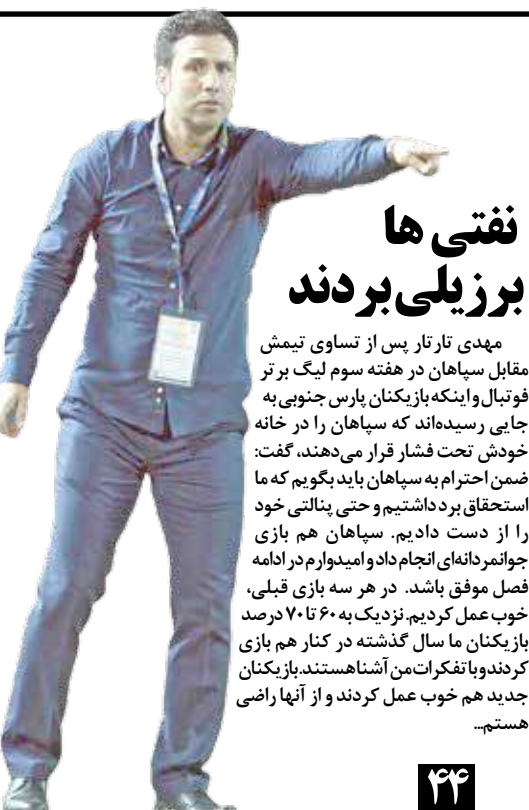 نفتی ها
برزیلی بردند
مهدی تارتار پس از تساوی تیمش
مقابل سپاهان در هفته سوم لیگ برتر
فوتبال و اینکه بازیکنان پارس جنوبی به
جایی رسیده‌اند که سپاهان را در خانه
خودش تحت فشار قرار می‌دهند، گفت:
ضمن احترام به سپاهان باید بگویم که ما
استحقاق برد داشتیم و حتی پنالتی خود
را از دست دادیم. سپاهان هم بازی
جوانمردانه‌ای انجام داد و امیدوارم در ادامه
فصل موفق باشد. در هر سه بازی قبلی،
خوب عمل کردیم. نزدیک به ۶۰ تا ۷۰ درصد
بازیکنان ما سال گذشته در کنار هم بازی
کردند و با تفکرات من آشنا هستند. بازیکنان
جدید هم خوب عمل کردند و از آنها راضی
هستم...
۴۴